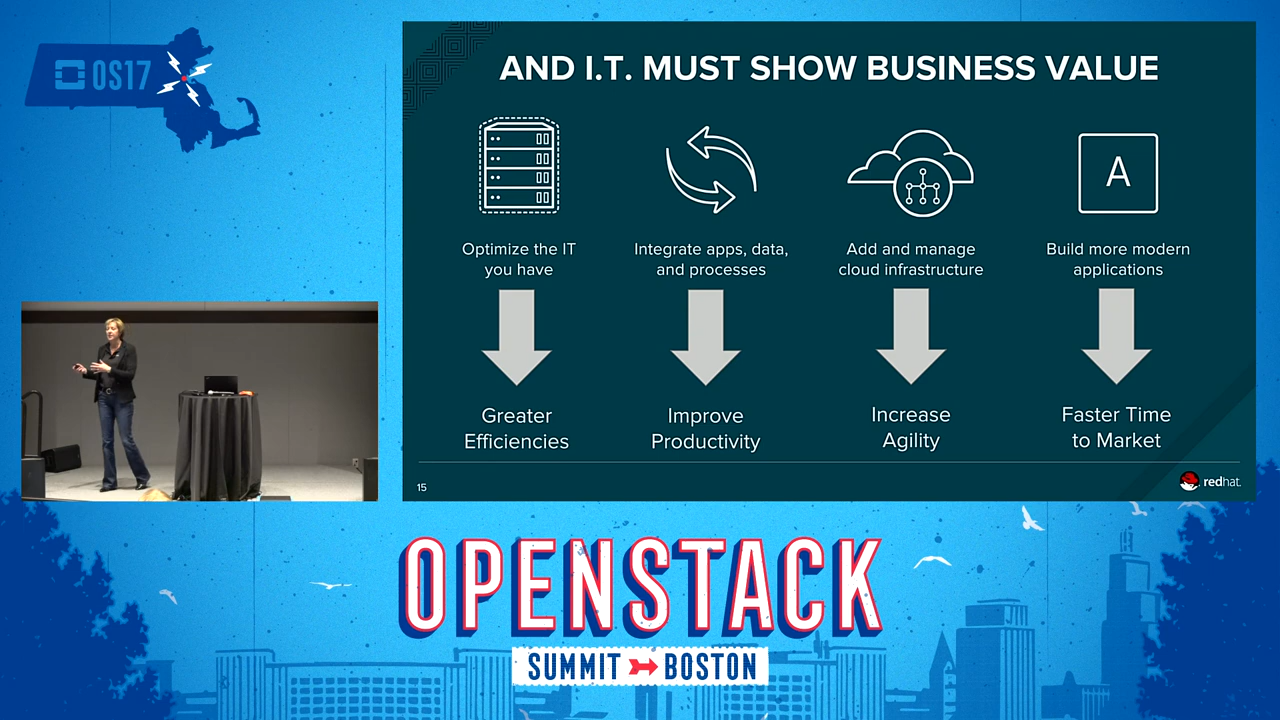 OS17
AND I.T. MUST SHOW BUSINESS VALUE
A
Optimize the IT
you have
Integrate apps, data,
and processes
Add and manage
cloud infrastructure
Build more modern
applications
Greater
Efficiencies
Improve
Productivity
Increase
Agility
Faster Time
to Market
15
redhat.
OPENSTACK
SUMMIT BOSTON